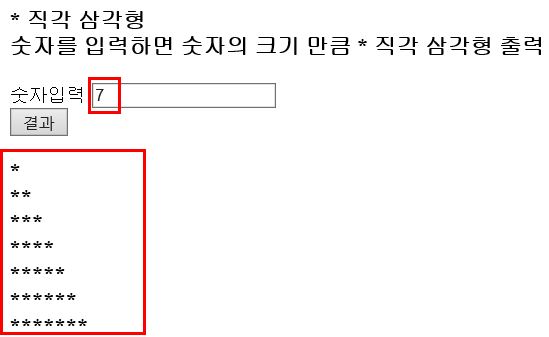 * 직각 삼각형
숫자를 입력하면 숫자의 크기 만큼 * 직각 삼각형 출력
숫자입력 7
결과
*
**
***
****
*****
******
*******